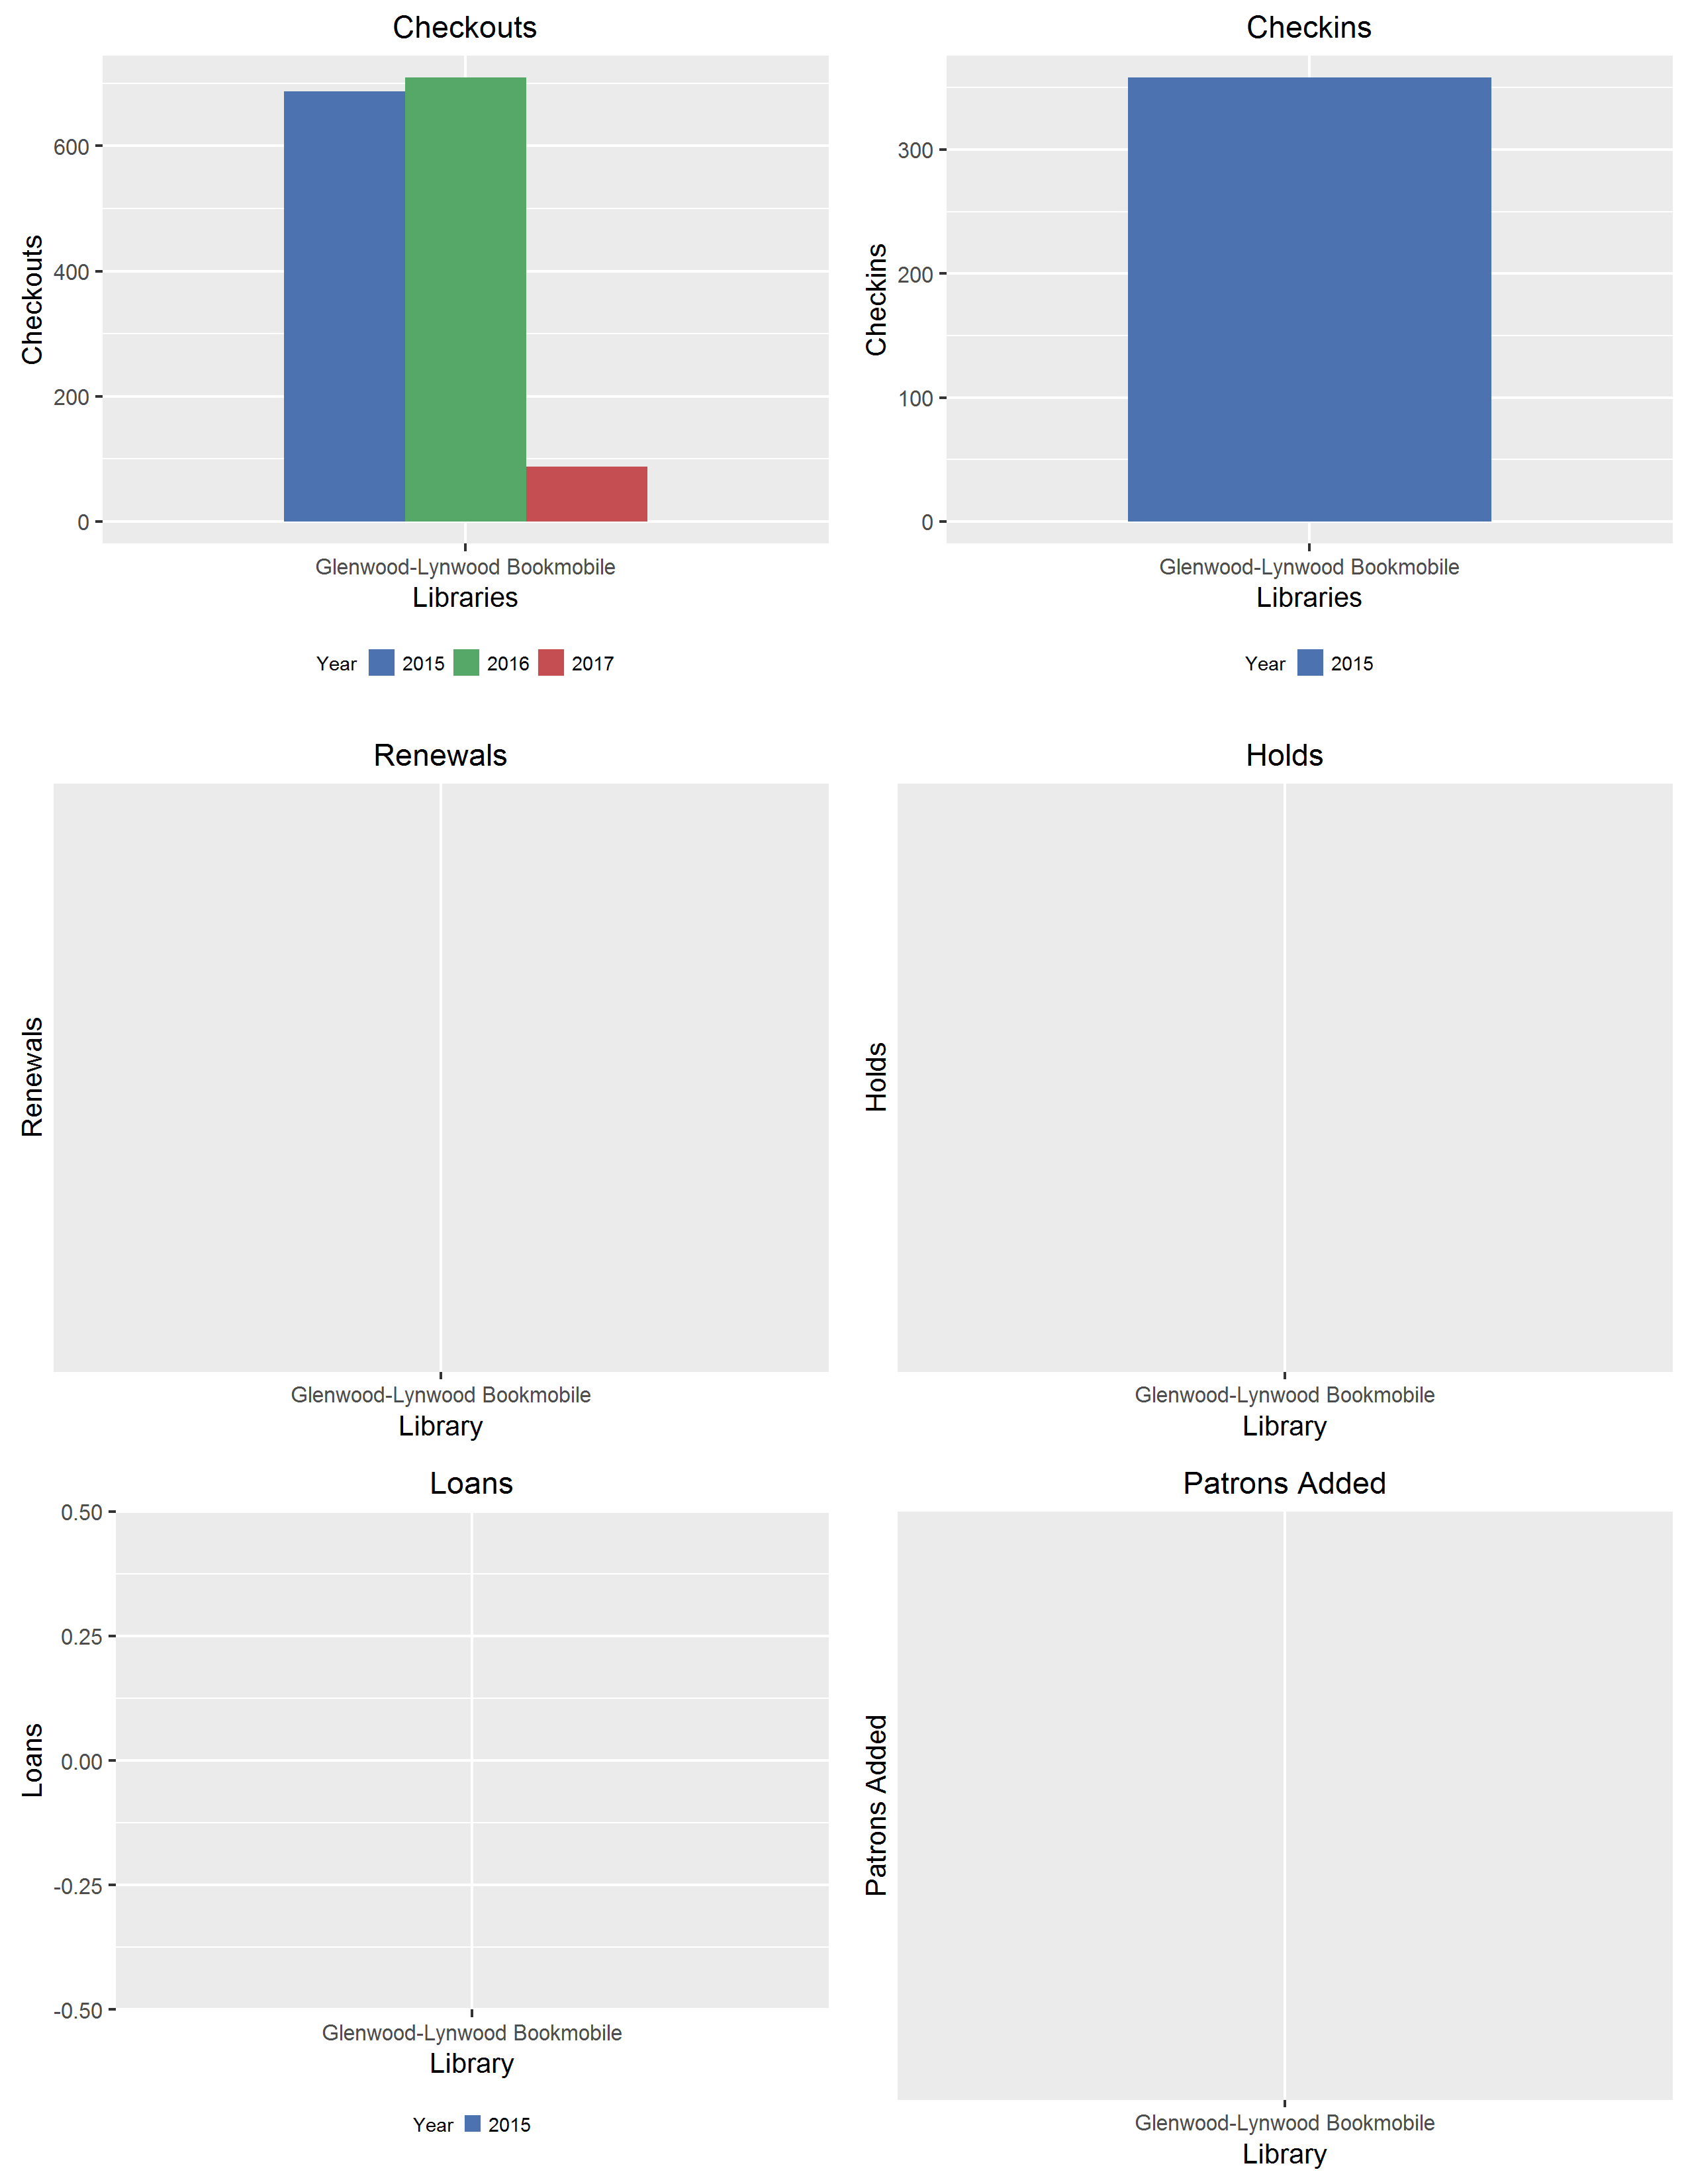 Checkouts
Checkouts
600
400
200
0
Glenwood-Lynwood Bookmobile
Libraries
Year 2015 2016 2017
Checkins
Checkins
300
200
100
0
Glenwood-Lynwood Bookmobile
Libraries
Year 2015
Renewals
Renewals
Glenwood-Lynwood Bookmobile
Library
Holds
Holds
Glenwood-Lynwood Bookmobile
Library
Loans
Loans
0.50
0.25
0.00
-0.25
-0.50
Glenwood-Lynwood Bookmobile
Library
Year 2015
Patrons Added
Patrons Added
Glenwood-Lynwood Bookmobile
Library